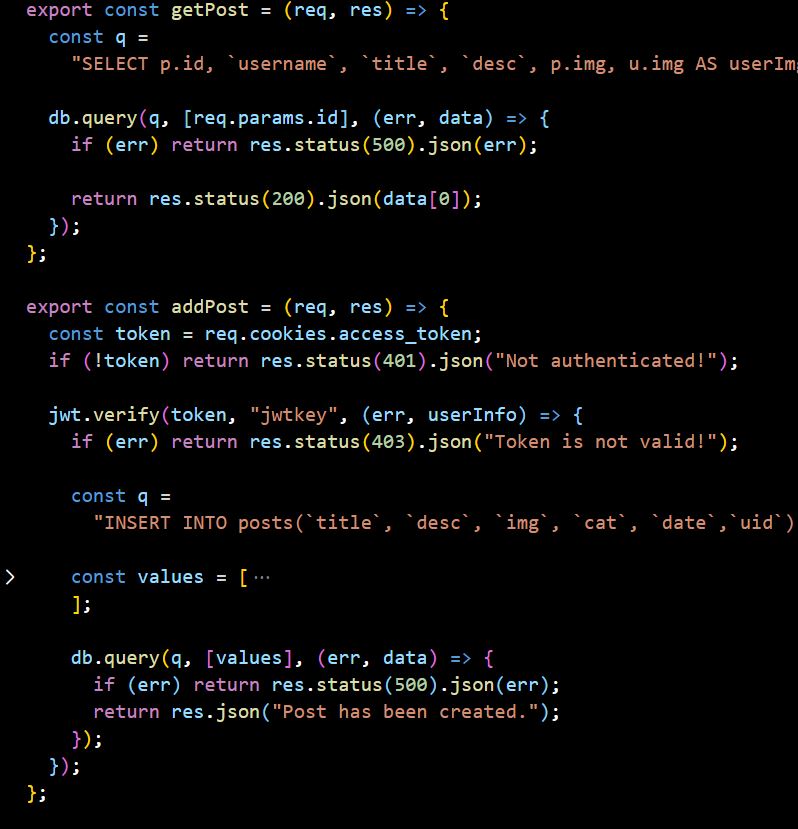 export const getPost = (req, res) => {
  const q =
    "SELECT p.id, `username`, `title`, `desc`, p.img, u.img AS userImg
  db.query(q, [req.params.id], (err, data) => {
    if (err) return res.status(500).json(err);
    return res.status(200).json(data[0]);
  });
};
export const addPost = (req, res) => {
  const token = req.cookies.access_token;
  if (!token) return res.status(401).json("Not authenticated!");
  jwt.verify(token, "jwtkey", (err, userInfo) => {
    if (err) return res.status(403).json("Token is not valid!");
    const q =
      "INSERT INTO posts(`title`, `desc`, `img`, `cat`, `date`,`uid`)
    const values = [ ···
    ];
    db.query(q, [values], (err, data) => {
      if (err) return res.status(500).json(err);
      return res.json("Post has been created.");
    });
  });
};